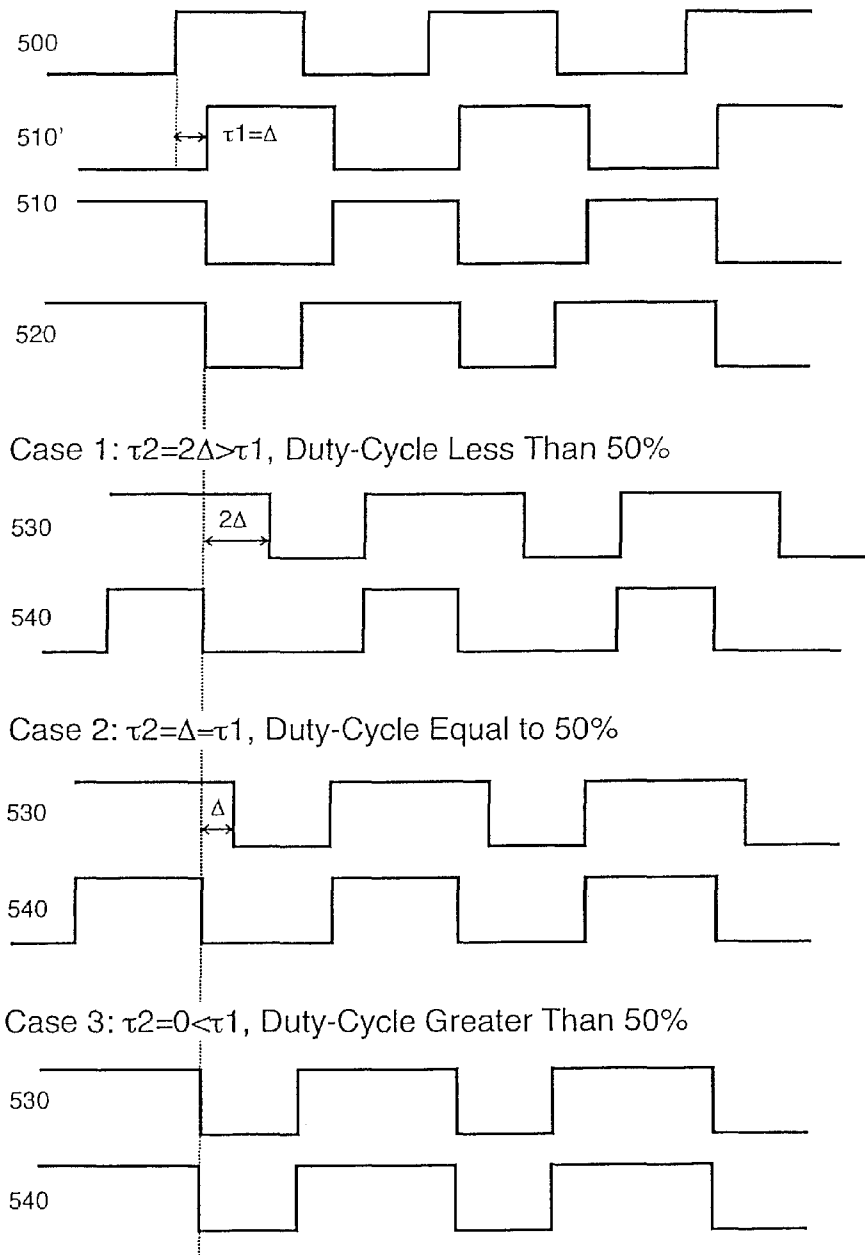 500
510'
τ1=Δ
510
520
Case 1: τ2=2Δ>τ1, Duty-Cycle Less Than 50%
530
2Δ
540
Case 2: τ2=Δ=τ1, Duty-Cycle Equal to 50%
530
Δ
540
Case 3: τ2=0<τ1, Duty-Cycle Greater Than 50%
530
540